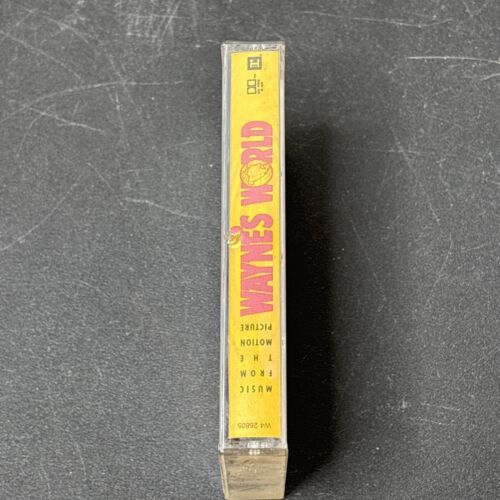 W4 26805
MUSIC
FROM
THE
MOTION
PICTURE
WAYNE'S WORLD